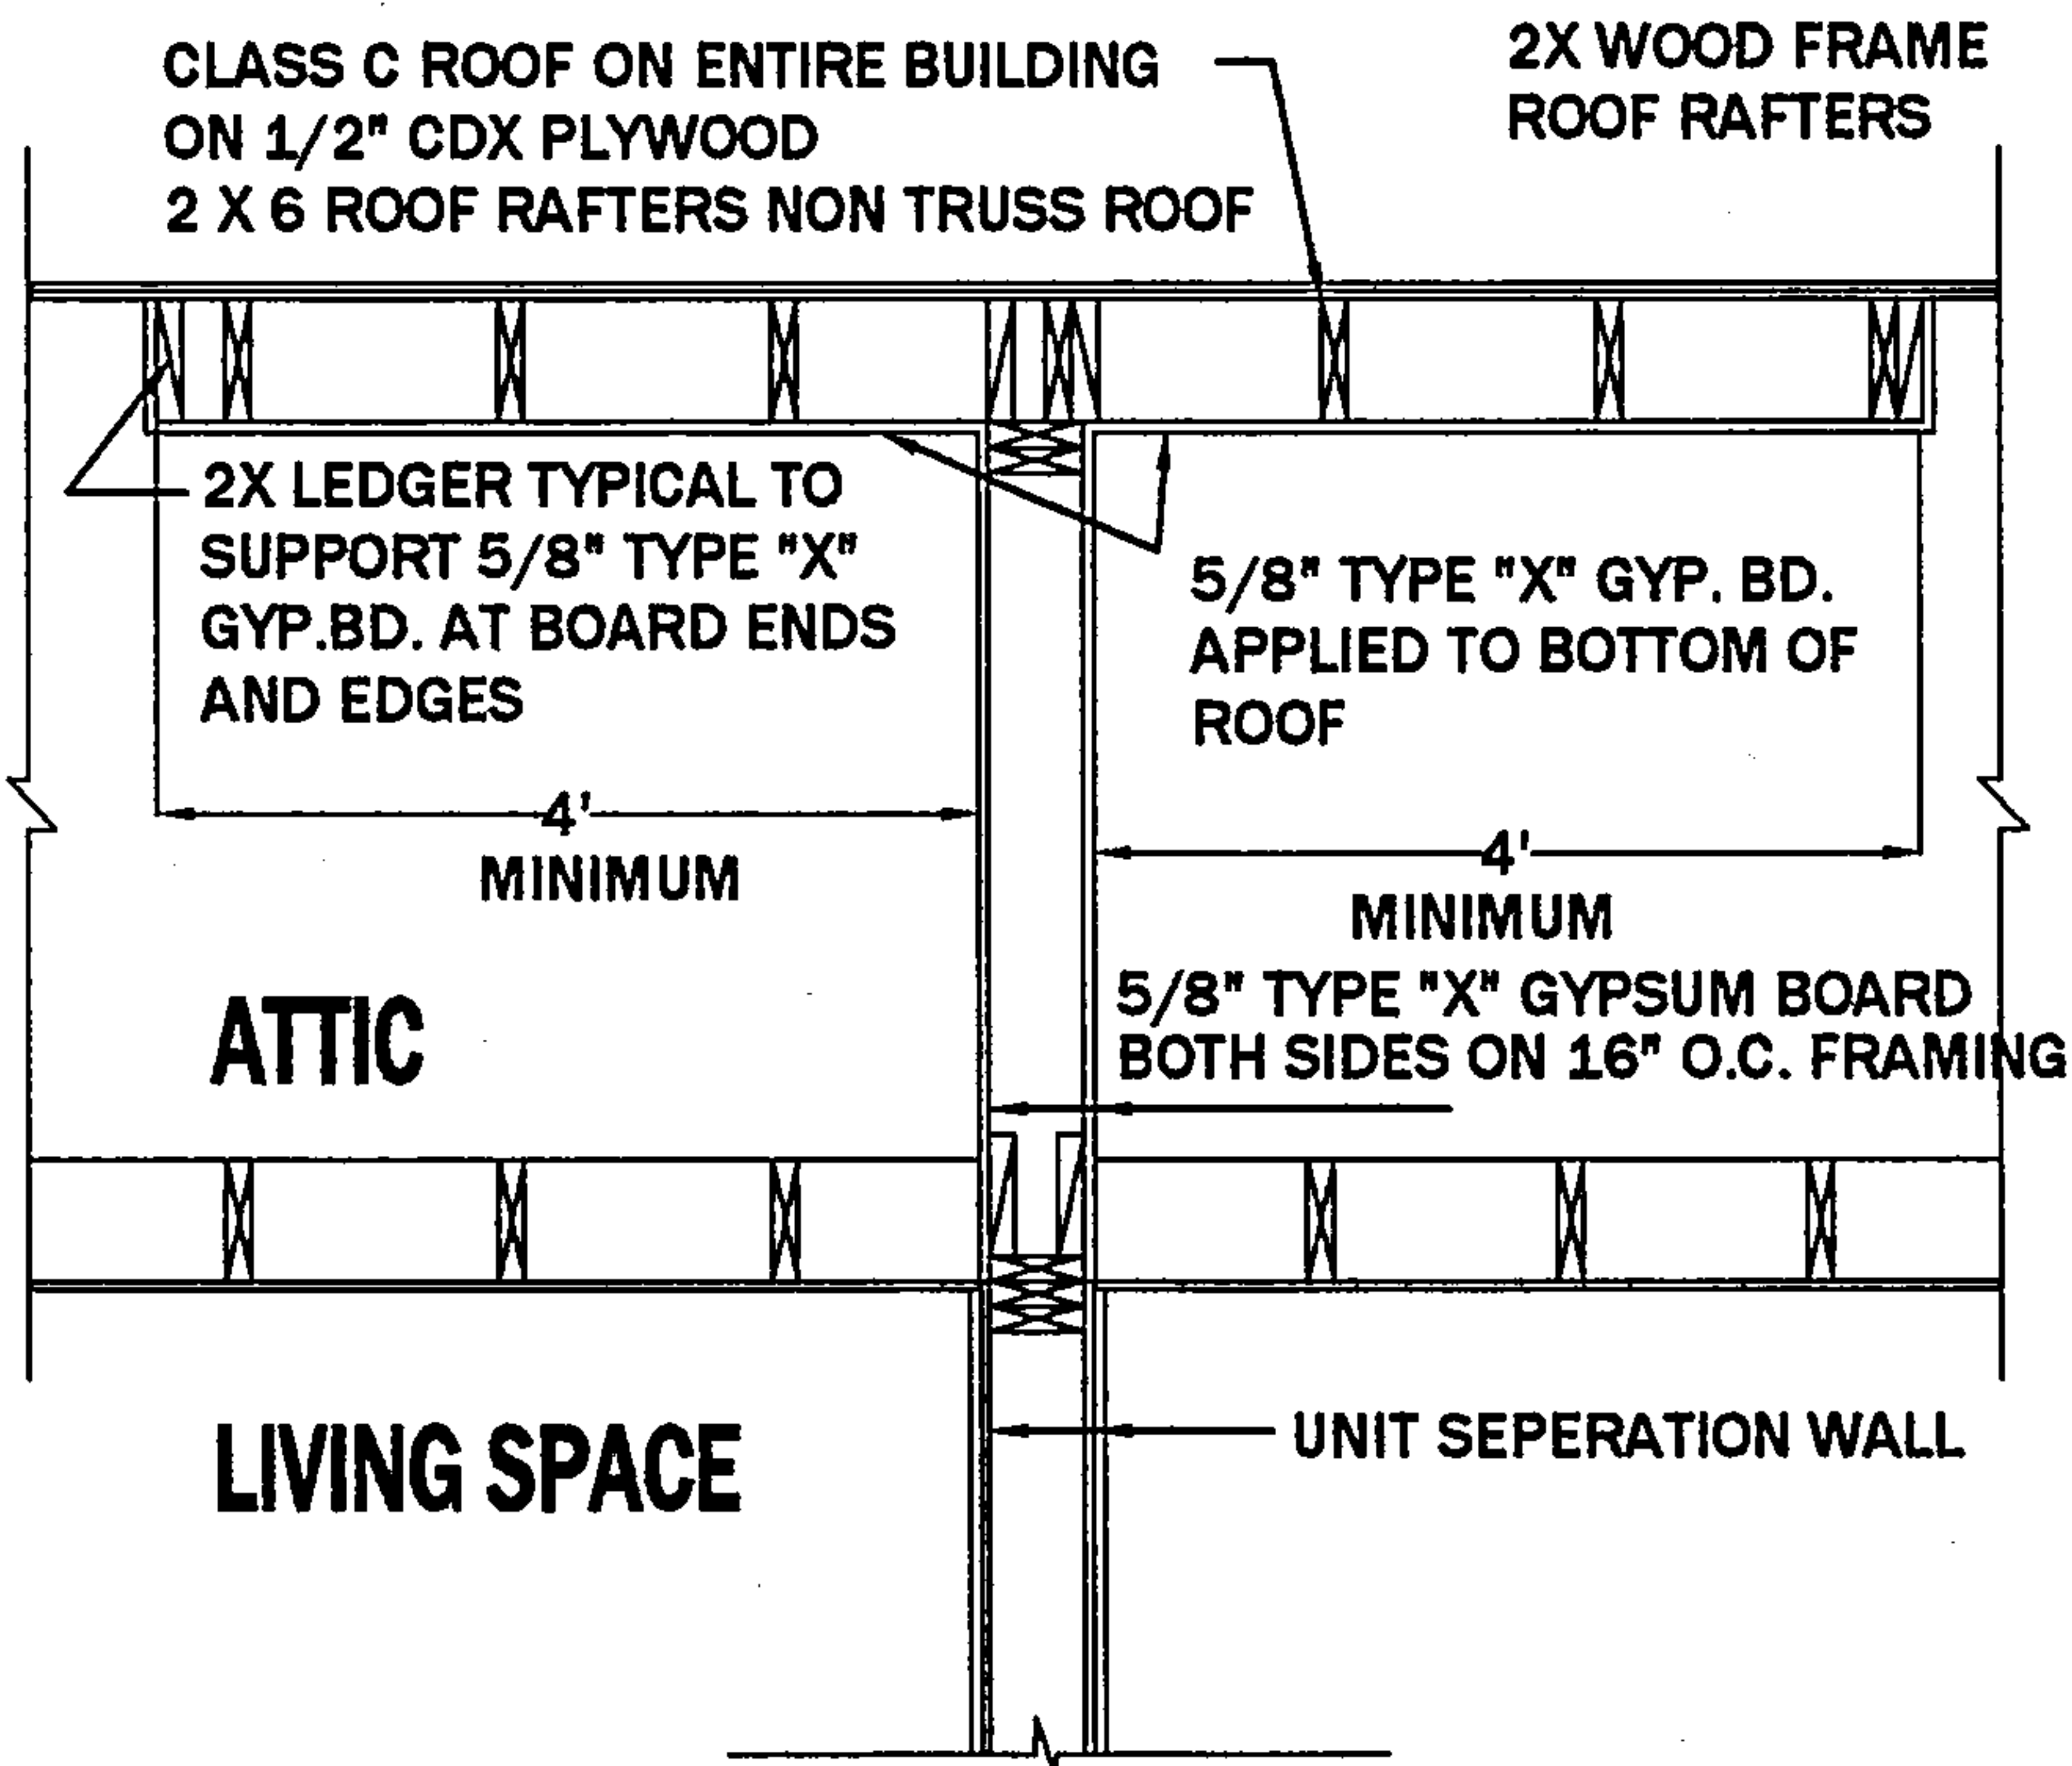 CLASS C ROOF ON ENTIRE BUILDING
ON 1/2" CDX PLYWOOD
2 X 6 ROOF RAFTERS NON TRUSS ROOF
2X WOOD FRAME
ROOF RAFTERS
2X LEDGER TYPICAL TO
SUPPORT 5/8" TYPE "X"
GYP.BD. AT BOARD ENDS
AND EDGES
5/8" TYPE "X" GYP. BD.
APPLIED TO BOTTOM OF
ROOF
4'
MINIMUM
4'
MINIMUM
5/8" TYPE "X" GYPSUM BOARD
BOTH SIDES ON 16" O.C. FRAMING
ATTIC
UNIT SEPERATION WALL
LIVING SPACE